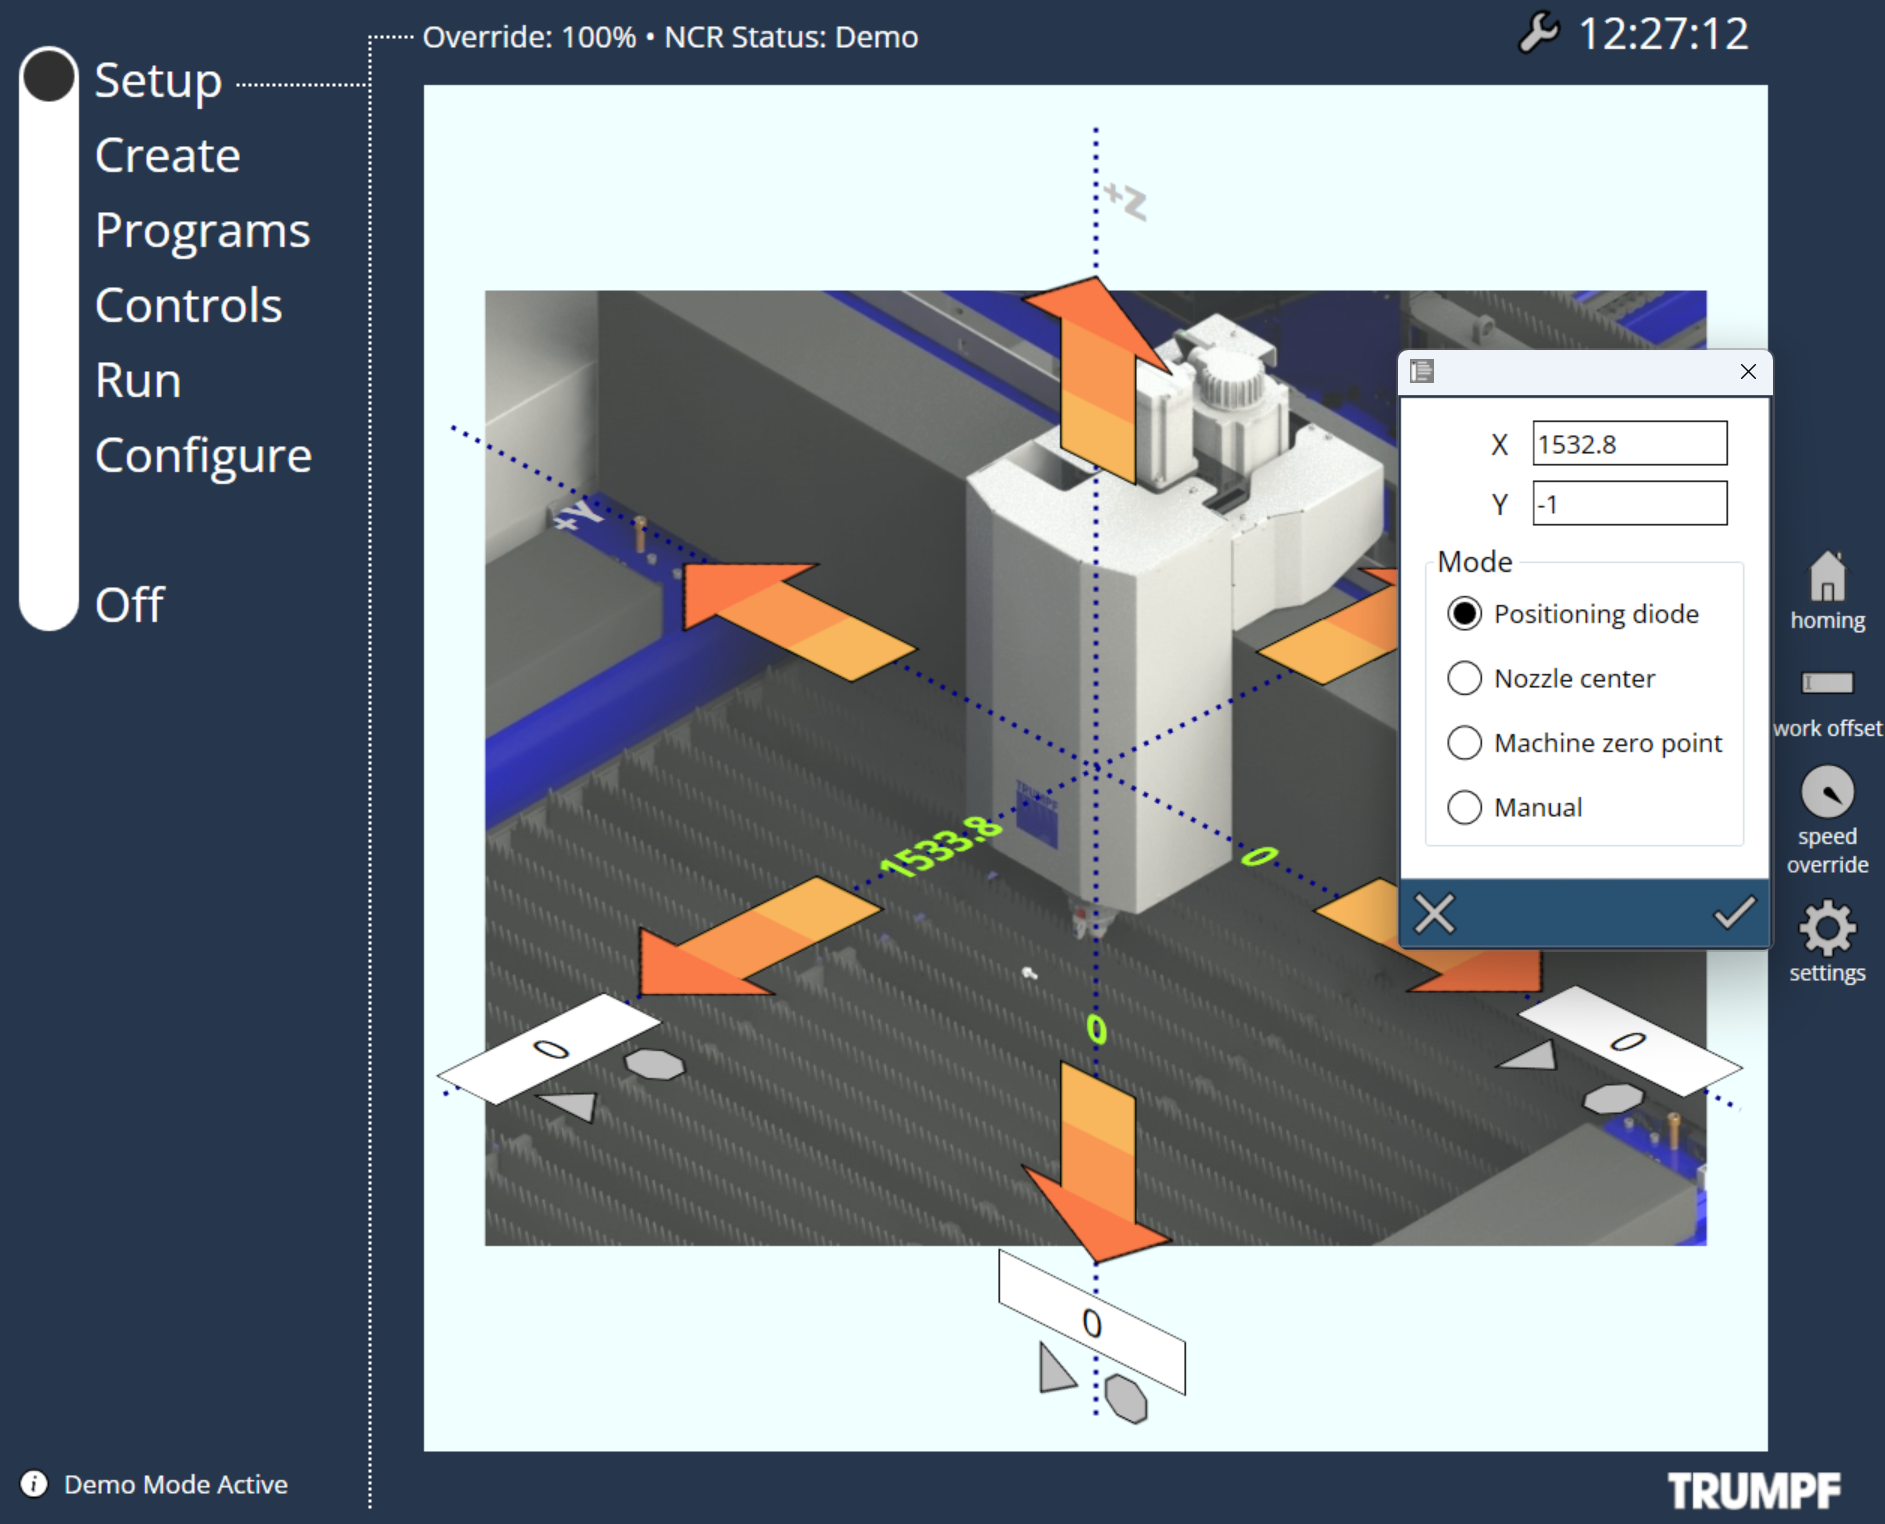 Override: 100% • NCR Status: Demo
12:27:12
Setup
Create
Programs
Controls
Run
Configure
Off
+Z
+Y
X 1532.8
Y -1
Mode
Positioning diode
Nozzle center
Machine zero point
Manual
homing
work offset
speed
override
settings
TRUMPF
1533.8
0
0
0
0
0
Demo Mode Active
TRUMPF